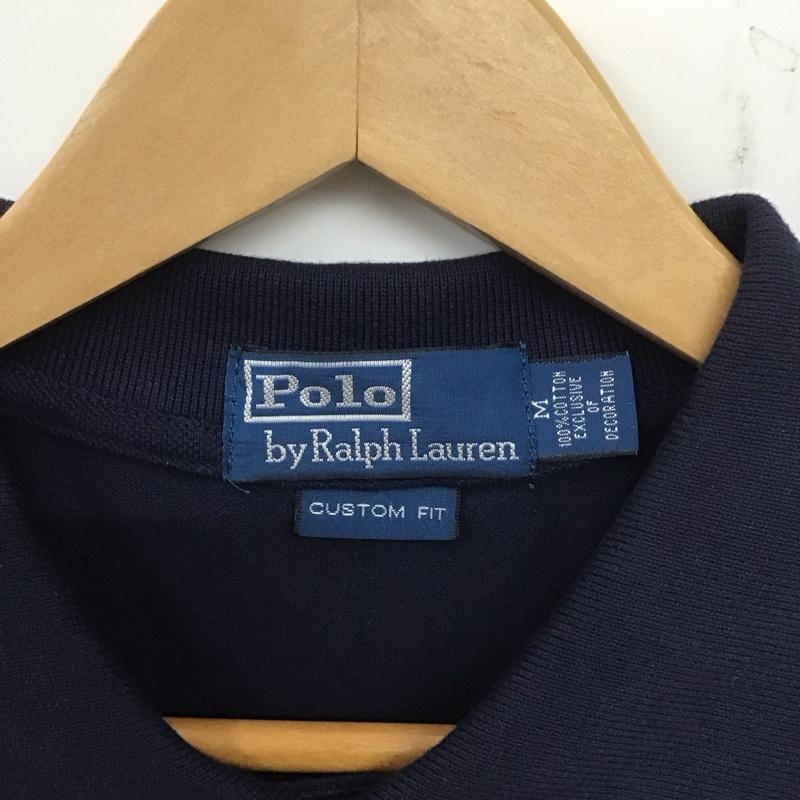 Polo
by Ralph Lauren
M
100%COTTON
EXCLUSIVE
OF
DECORATION
CUSTOM FIT